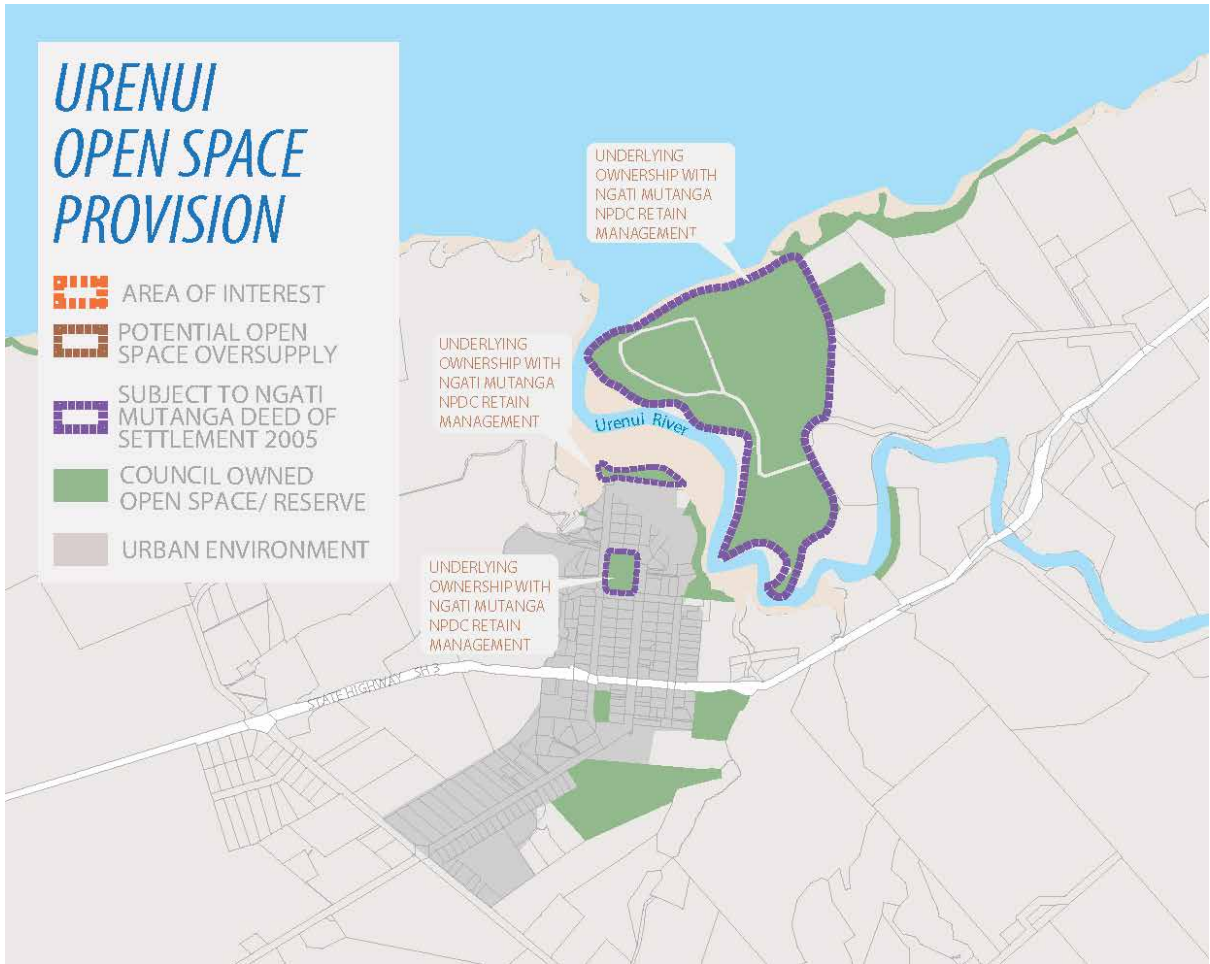 URENUI
OPEN SPACE
PROVISION
AREA OF INTEREST
POTENTIAL OPEN
SPACE OVERSUPPLY
SUBJECT TO NGATI
MUTANGA DEED OF
SETTLEMENT 2005
COUNCIL OWNED
OPEN SPACE/ RESERVE
URBAN ENVIRONMENT
UNDERLYING
OWNERSHIP WITH
NGATI MUTANGA
NPDC RETAIN
MANAGEMENT
UNDERLYING
OWNERSHIP WITH
NGATI MUTANGA
NPDC RETAIN
MANAGEMENT
Urenui River
UNDERLYING
OWNERSHIP WITH
NGATI MUTANGA
NPDC RETAIN
MANAGEMENT
STATE HIGHWAY SH 3